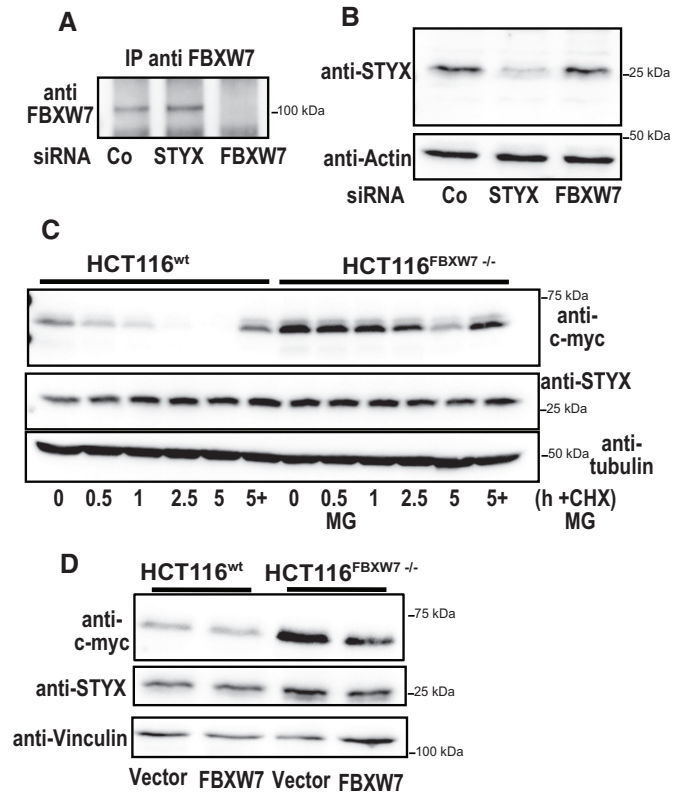 A
IP anti FBXW7
anti
FBXW7
100 kDa
siRNA Co STYX FBXW7
B
anti-STYX
25 kDa
50 kDa
anti-Actin
siRNA Co STYX FBXW7
C
HCT116wt HCT116FBXW7 -/-
75 kDa
anti-
c-myc
anti-STYX
25 kDa
50 kDa
anti-
tubulin
0 0.5 1 2.5 5 5+ 0 0.5 1 2.5 5 5+ (h +CHX)
MG MG
D
HCT116wt HCT116FBXW7 -/-
75 kDa
anti-
c-myc
anti-STYX
25 kDa
anti-Vinculin
100 kDa
Vector FBXW7 Vector FBXW7